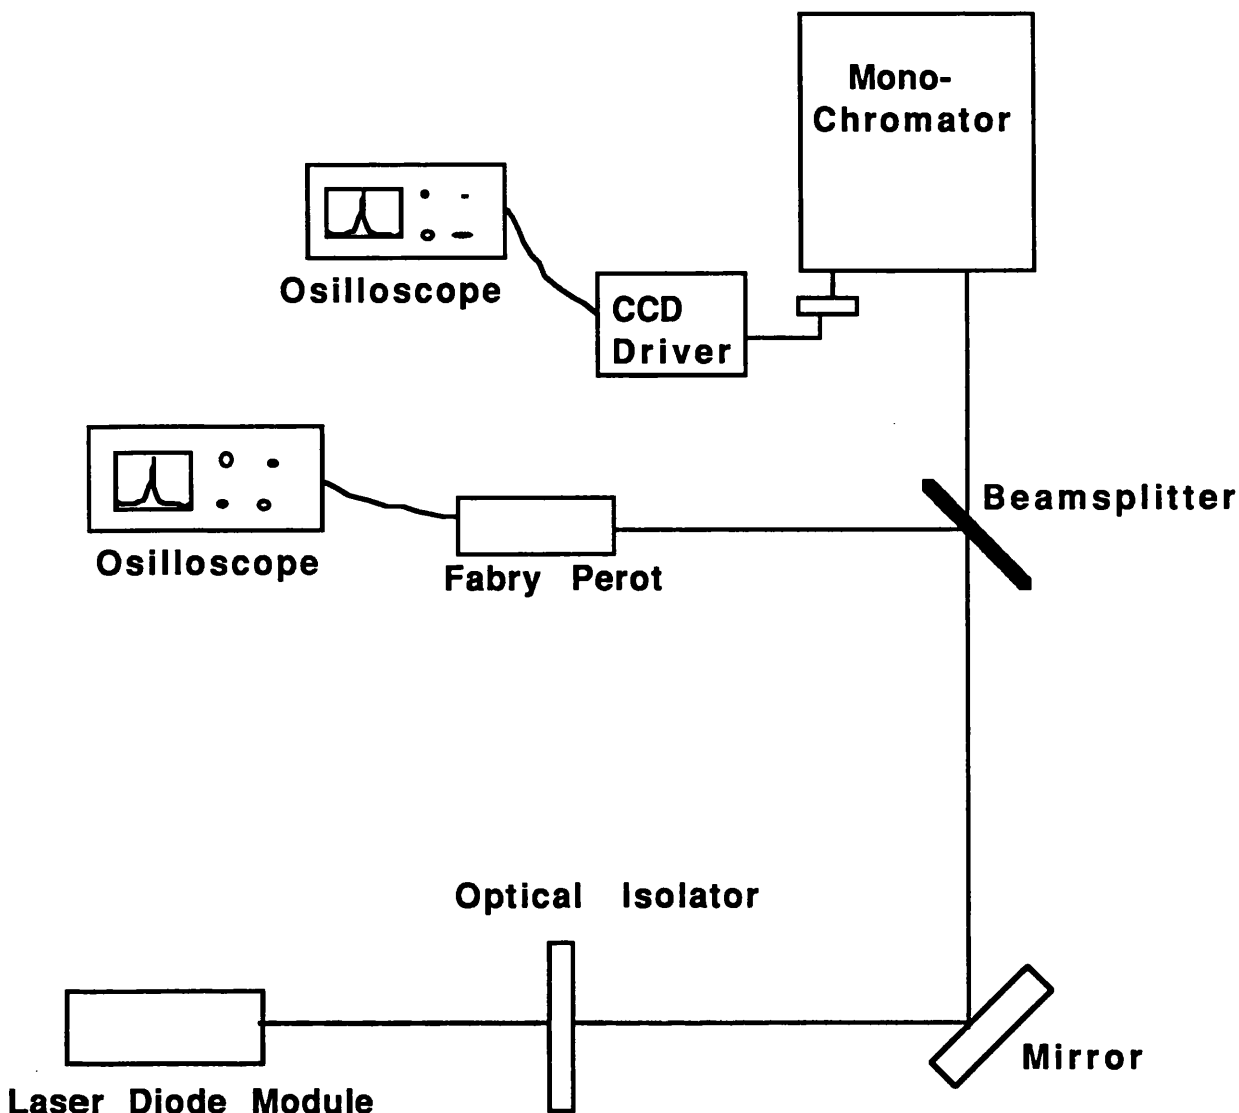 Mono-
Chromator
Osilloscope
CCD
Driver
Beamsplitter
Osilloscope
Fabry Perot
Optical Isolator
Mirror
Laser Diode Module